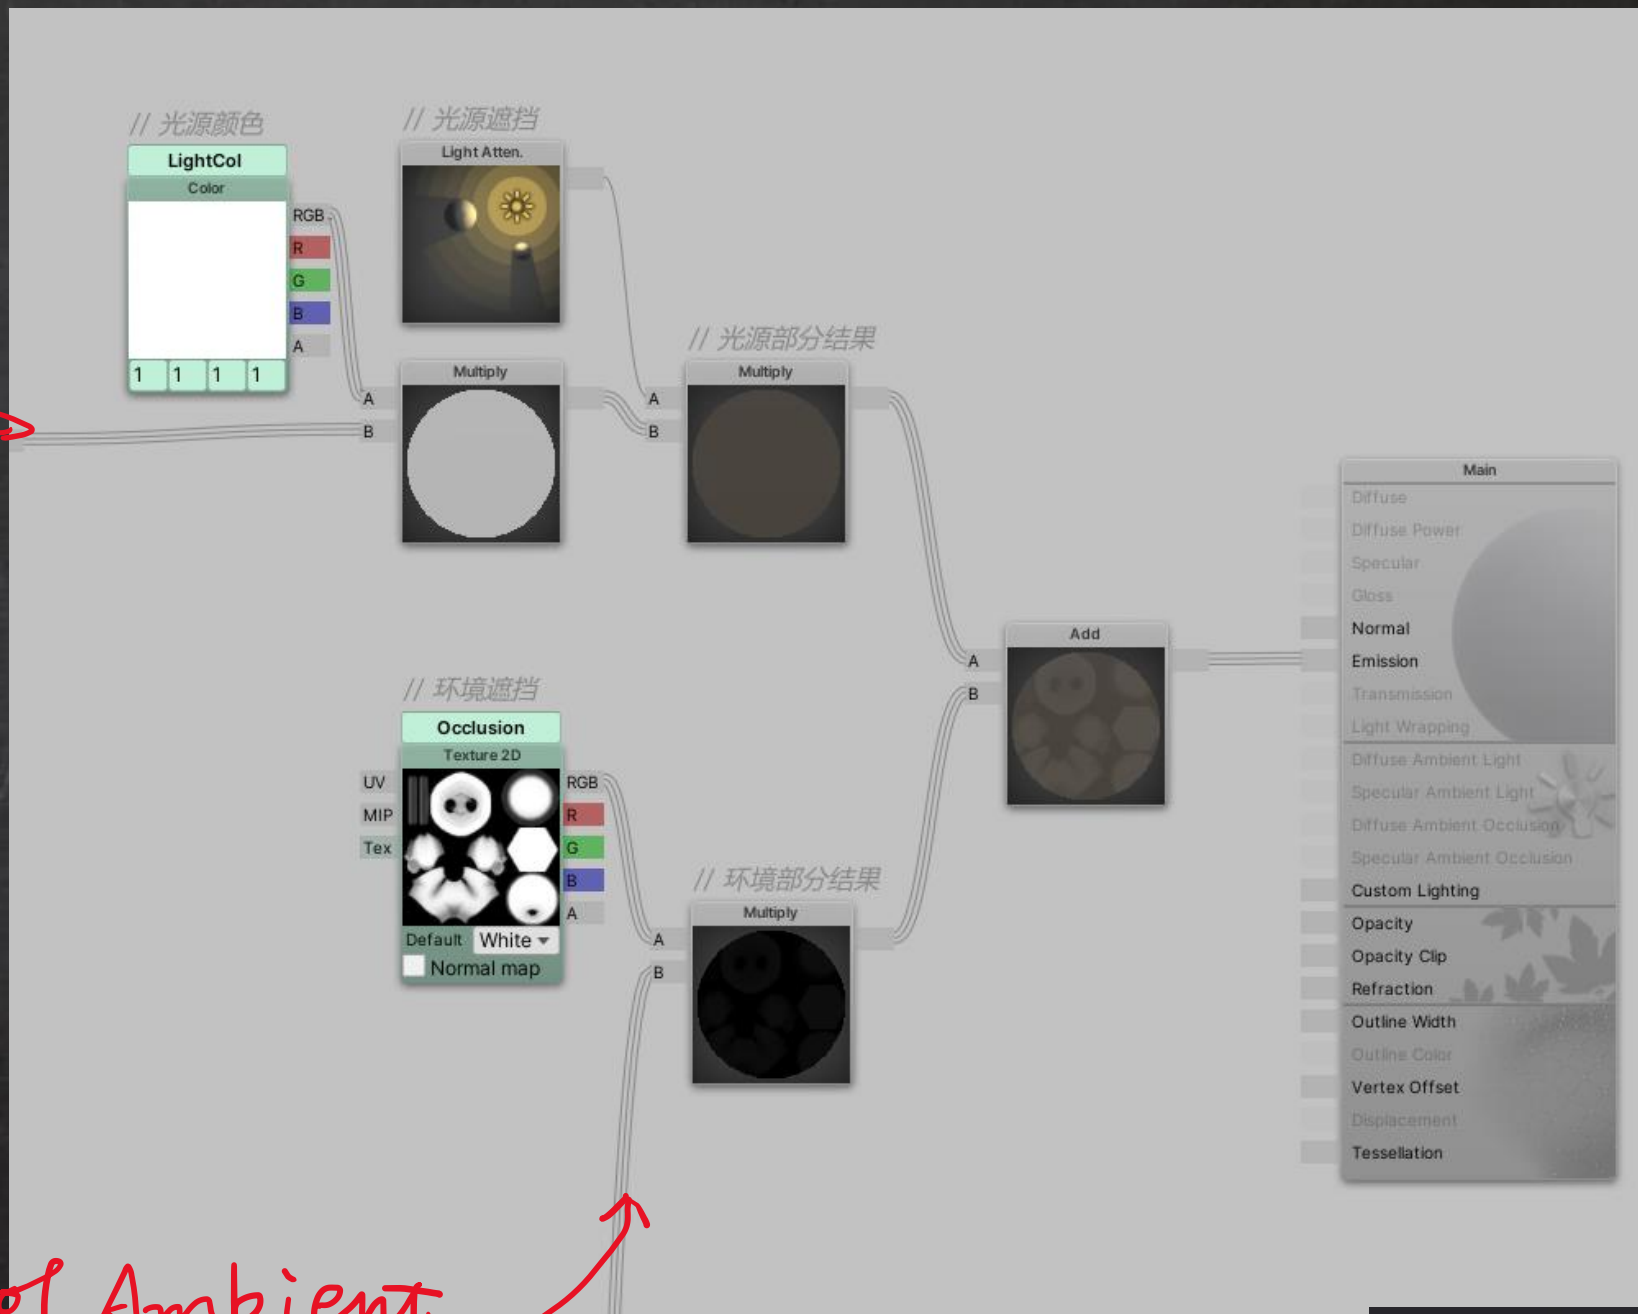 // 光源颜色
LightCol
Color
RGB
R
G
B
A
1 1 1 1
// 光源遮挡
Light Atten.
Multiply
A
B
// 光源部分结果
Multiply
A
B
// 环境遮挡
Occlusion
Texture 2D
UV
MIP
Tex
RGB
R
G
B
A
Default White
Normal map
// 环境部分结果
Multiply
A
B
Add
A
B
Main
Diffuse
Diffuse Power
Specular
Gloss
Normal
Emission
Transmission
Light Wrapping
Diffuse Ambient Light
Specular Ambient Light
Diffuse Ambient Occlusion
Specular Ambient Occlusion
Custom Lighting
Opacity
Opacity Clip
Refraction
Outline Width
Outline Color
Vertex Offset
Displacement
Tessellation
of Ambient